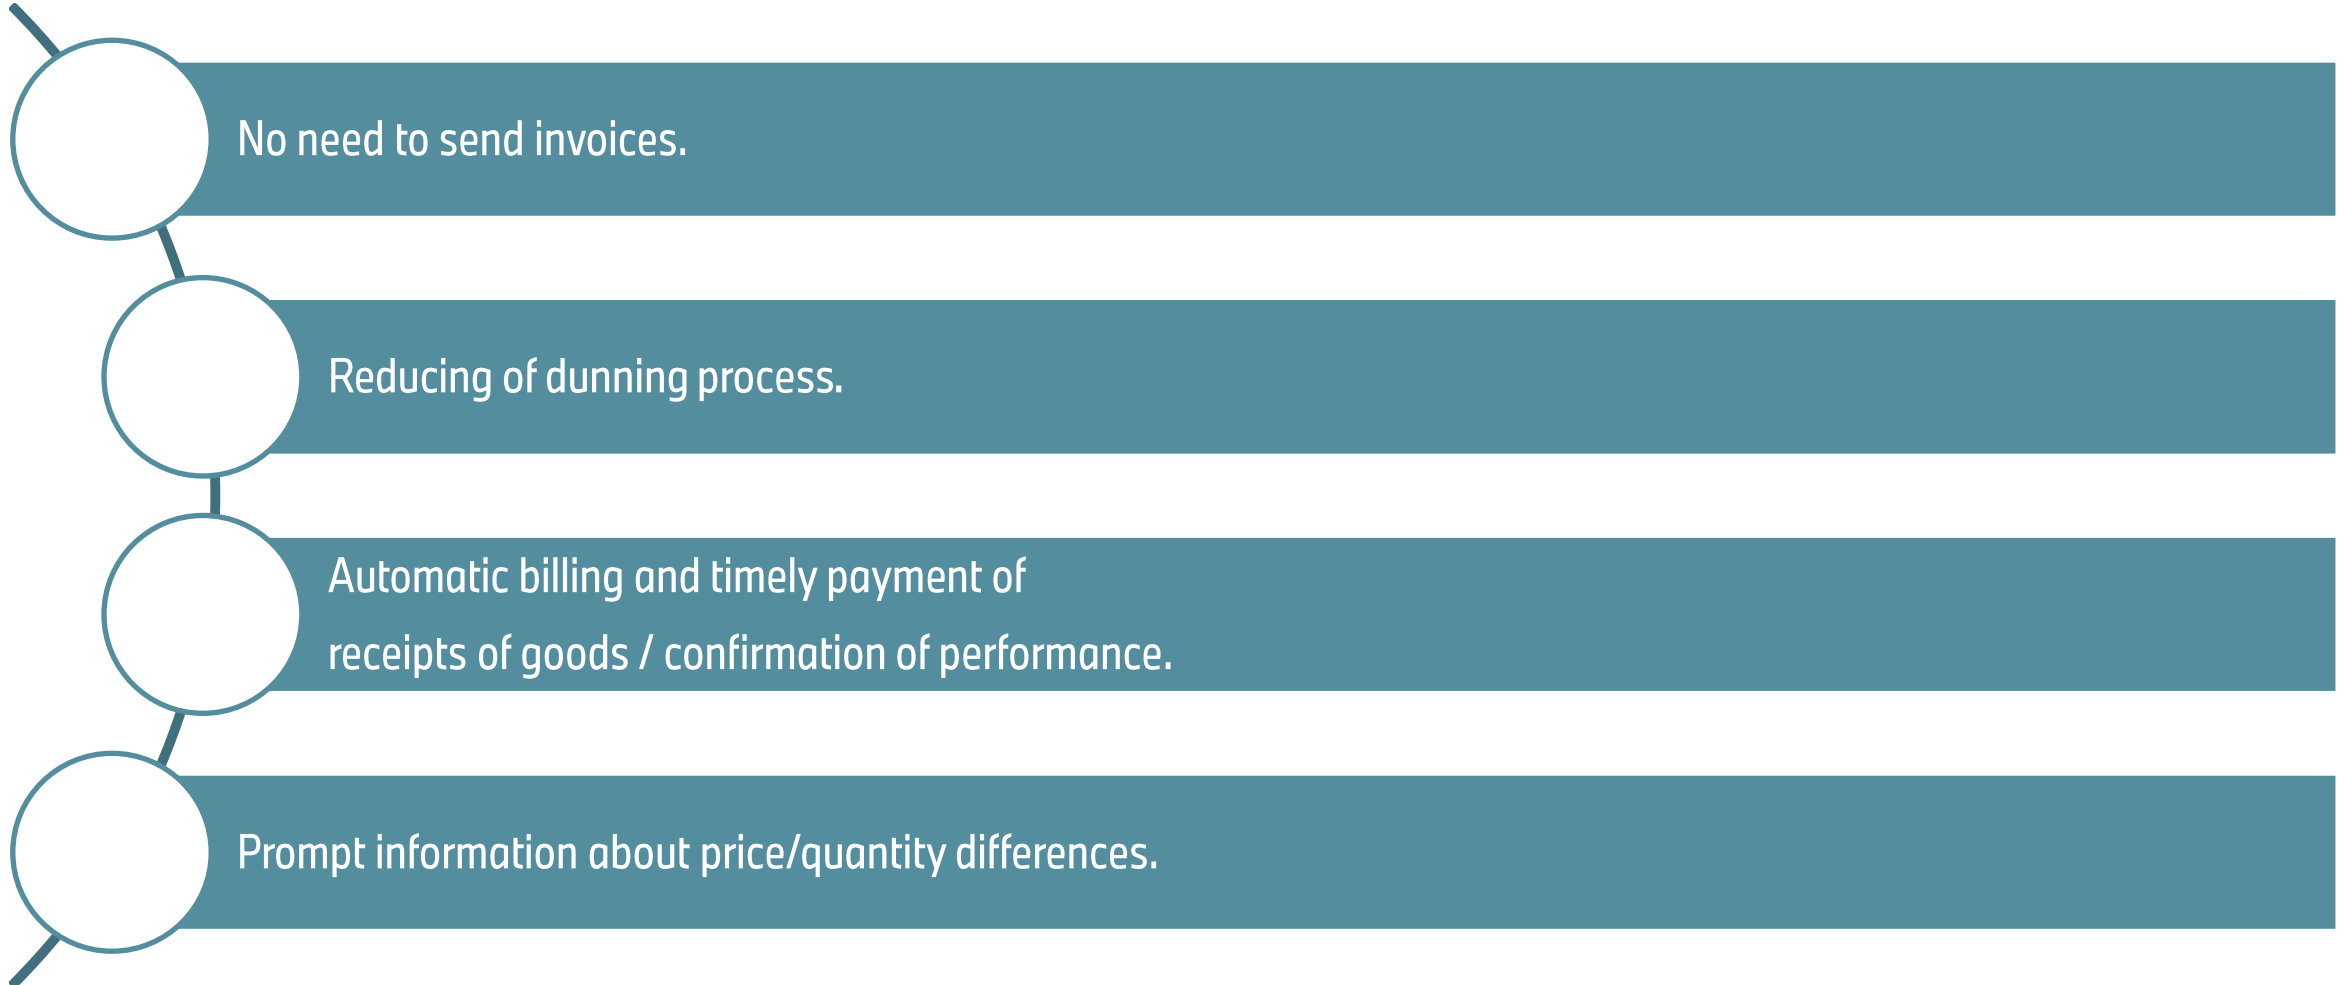 No need to send invoices.
Reducing of dunning process.
Automatic billing and timely payment of
receipts of goods / confirmation of performance.
Prompt information about price/quantity differences.